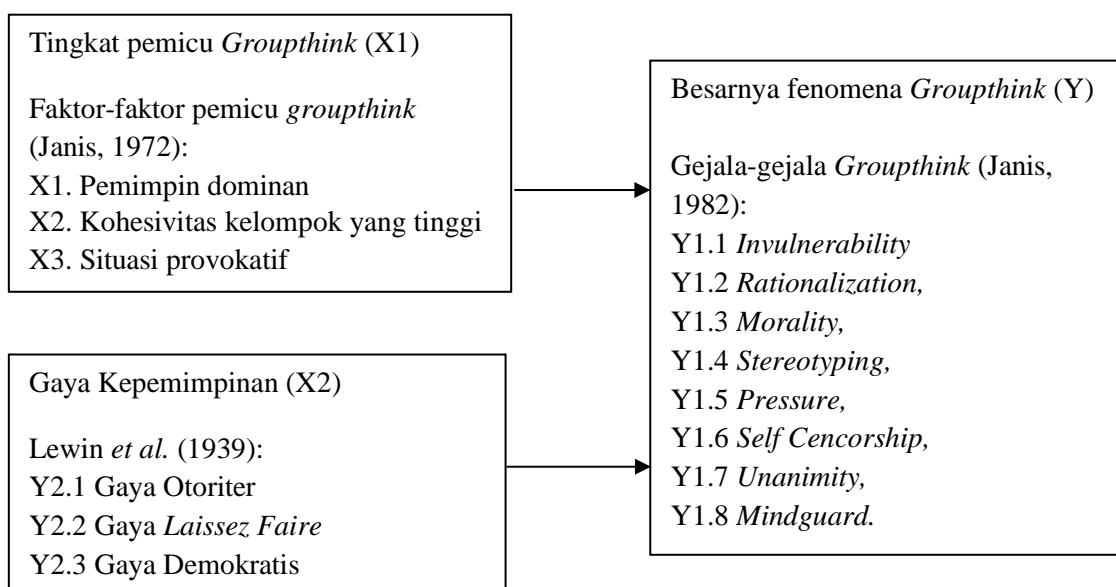 Tingkat pemicu Groupthink (X1)
Faktor-faktor pemicu groupthink
(Janis, 1972):
X1. Pemimpin dominan
X2. Kohesivitas kelompok yang tinggi
X3. Situasi provokatif
Gaya Kepemimpinan (X2)
Lewin et al. (1939):
Y2.1 Gaya Otoriter
Y2.2 Gaya Laissez Faire
Y2.3 Gaya Demokratis
Besarnya fenomena Groupthink (Y)
Gejala-gejala Groupthink (Janis,
1982):
Y1.1 Invulnerability
Y1.2 Rationalization,
Y1.3 Morality,
Y1.4 Stereotyping,
Y1.5 Pressure,
Y1.6 Self Cencorship,
Y1.7 Unanimity,
Y1.8 Mindguard.